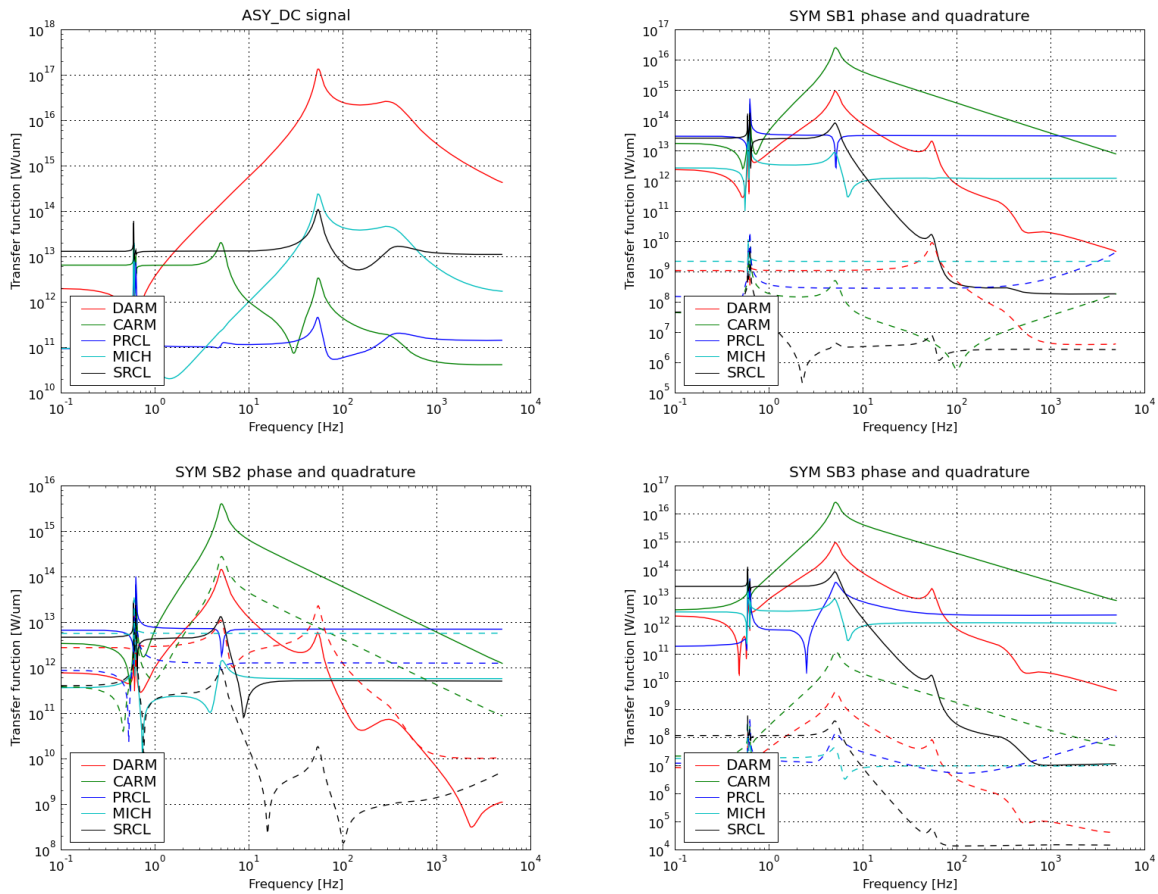 ASY_DC signal
Transfer function [W/um]
10^18
10^17
10^16
10^15
10^14
10^13
10^12
10^11
10^10
DARM
CARM
PRCL
MICH
SRCL
10^-1
10^0
10^1
10^2
10^3
10^4
Frequency [Hz]
SYM SB1 phase and quadrature
Transfer function [W/um]
10^17
10^16
10^15
10^14
10^13
10^12
10^11
10^10
10^9
10^8
10^7
10^6
10^5
DARM
CARM
PRCL
MICH
SRCL
10^-1
10^0
10^1
10^2
10^3
10^4
Frequency [Hz]
SYM SB2 phase and quadrature
Transfer function [W/um]
10^16
10^15
10^14
10^13
10^12
10^11
10^10
10^9
10^8
DARM
CARM
PRCL
MICH
SRCL
10^-1
10^0
10^1
10^2
10^3
10^4
Frequency [Hz]
SYM SB3 phase and quadrature
Transfer function [W/um]
10^17
10^16
10^15
10^14
10^13
10^12
10^11
10^10
10^9
10^8
10^7
10^6
10^5
10^4
DARM
CARM
PRCL
MICH
SRCL
10^-1
10^0
10^1
10^2
10^3
10^4
Frequency [Hz]